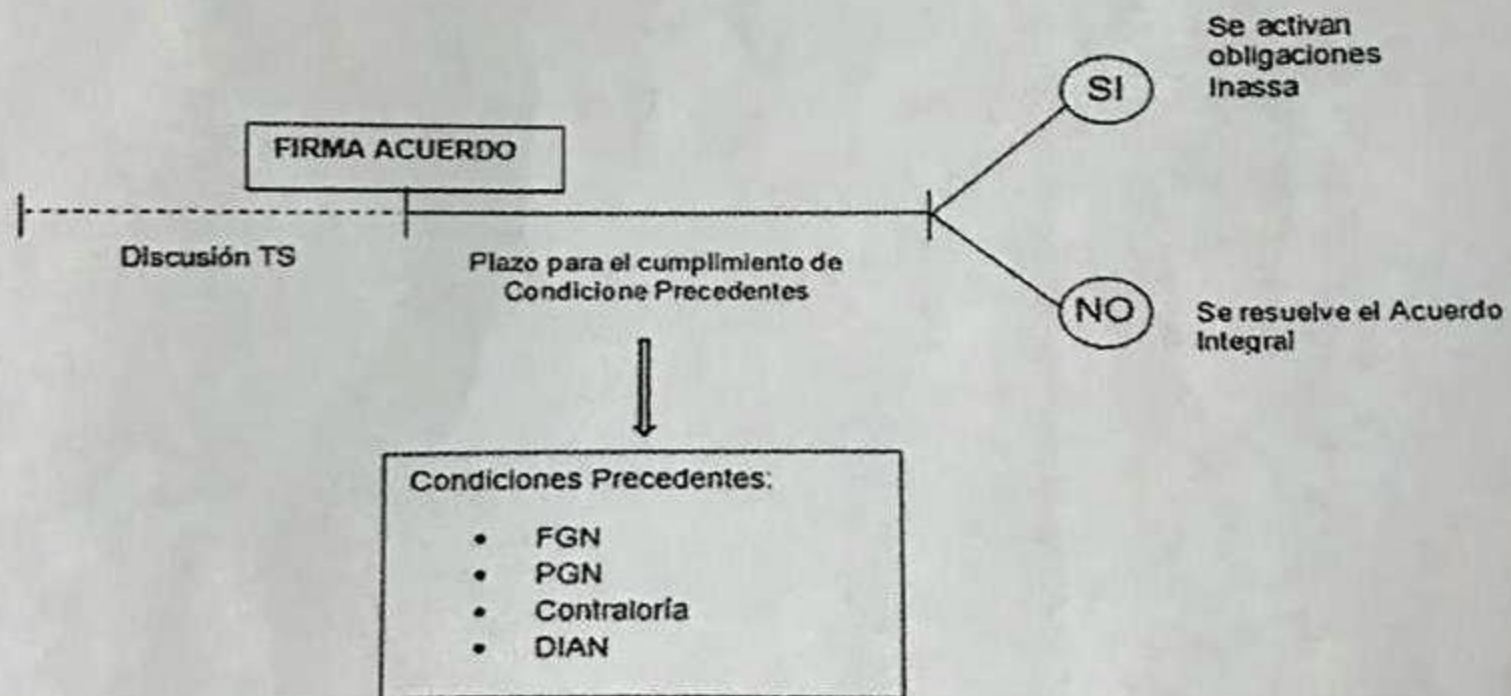 Se activan
obligaciones
Inassa
SI
FIRMA ACUERDO
Discusión TS
Plazo para el cumplimiento de
Condicione Precedentes
NO
Se resuelve el Acuerdo
Integral
Condiciones Precedentes:
• FGN
• PGN
• Contraloría
• DIAN